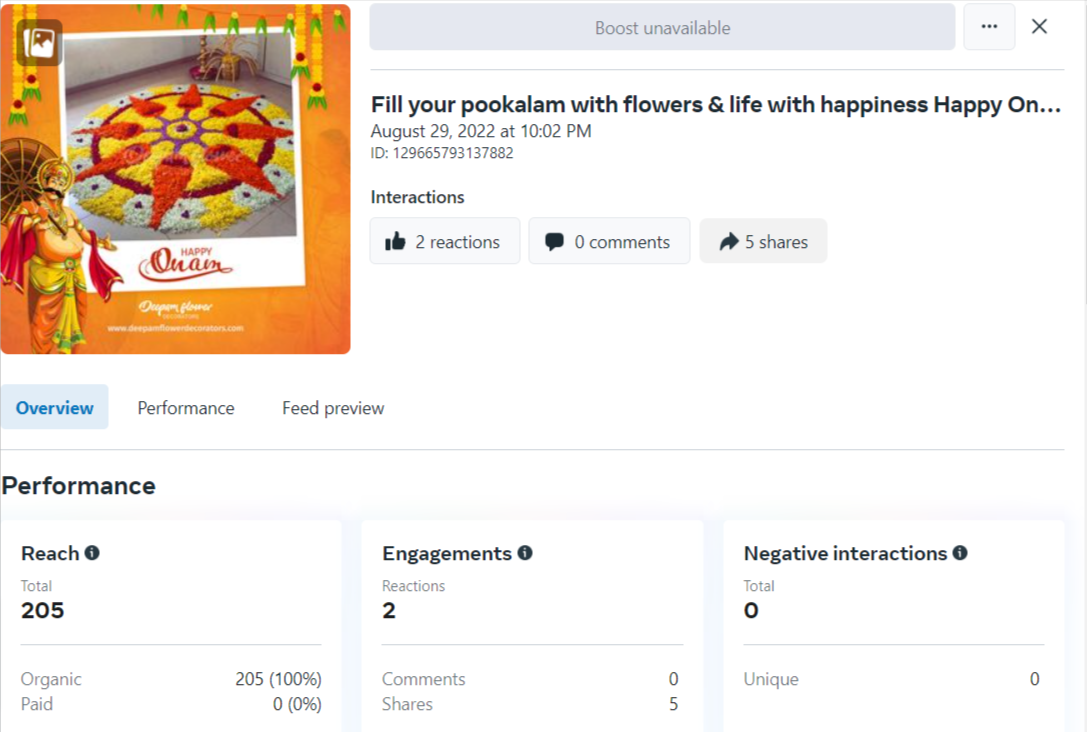 Boost unavailable
Fill your pookalam with flowers & life with happiness Happy On...
August 29, 2022 at 10:02 PM
ID: 129665793137882
Interactions
2 reactions
0 comments
5 shares
HAPPY
Onam
Deepam flower
DECORATORS
www.deepamflowerdecorators.com
Overview
Performance
Feed preview
Performance
Reach
Total
205
Organic 205 (100%)
Paid 0 (0%)
Engagements
Reactions
2
Comments 0
Shares 5
Negative interactions
Total
0
Unique 0